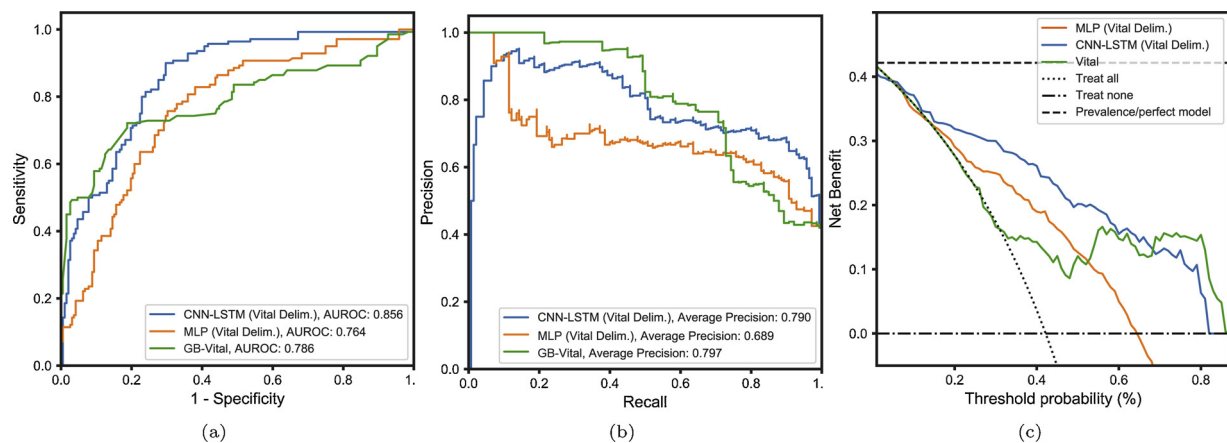 Sensitivity
1.
0.8
0.6
0.4
0.2
0.0
0.0
0.2
0.4
0.6
0.8
1.
1 - Specificity
CNN-LSTM (Vital Delim.), AUROC: 0.856
MLP (Vital Delim.), AUROC: 0.764
GB-Vital, AUROC: 0.786
(a)
Precision
1.0
0.8
0.6
0.4
0.2
0.0
0.0
0.2
0.4
0.6
0.8
1.
Recall
CNN-LSTM (Vital Delim.), Average Precision: 0.790
MLP (Vital Delim.), Average Precision: 0.689
GB-Vital, Average Precision: 0.797
(b)
Net Benefit
0.4
0.3
0.2
0.1
0.0
0.2
0.4
0.6
0.8
Threshold probability (%)
MLP (Vital Delim.)
CNN-LSTM (Vital Delim.)
Vital
Treat all
Treat none
Prevalence/perfect model
(c)